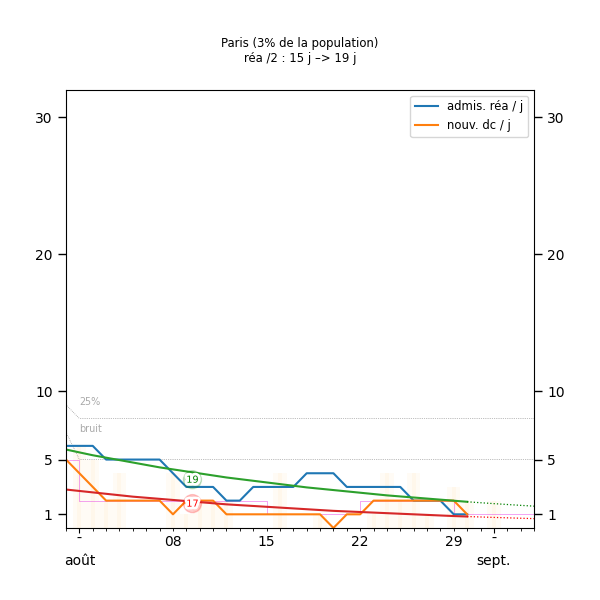 Paris (3% de la population)
réa /2 : 15 j –> 19 j
admis. réa / j
nouv. dc / j
30
30
20
20
10
10
25%
bruit
5
5
19
17
1
1
- 08 15 22 29 -
août sept.